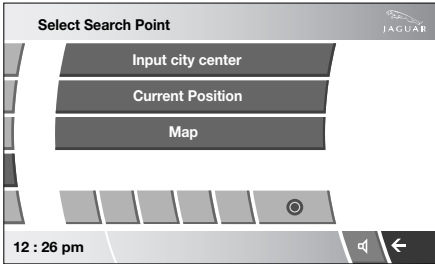 Select Search Point
JAGUAR
Input city center
Current Position
Map
12 : 26 pm